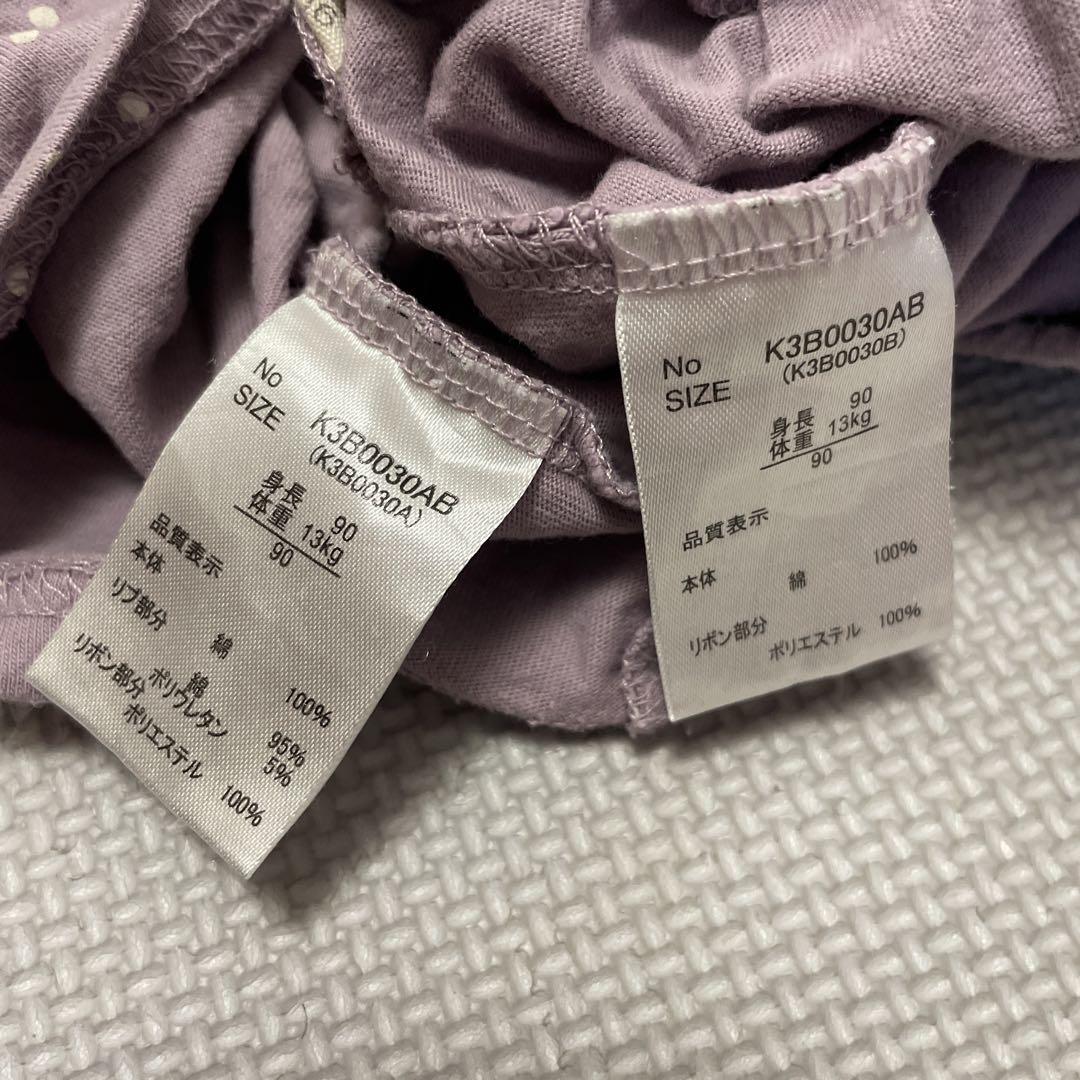 No K3B0030AB
SIZE (K3B0030A)
身長 90
体重 13kg
90
品質表示
本体
綿 100%
リブ部分
綿 95%
ポリウレタン 5%
リボン部分
ポリエステル 100%
No K3B0030AB
SIZE (K3B0030B)
身長 90
体重 13kg
90
品質表示
本体 綿 100%
リボン部分
ポリエステル 100%